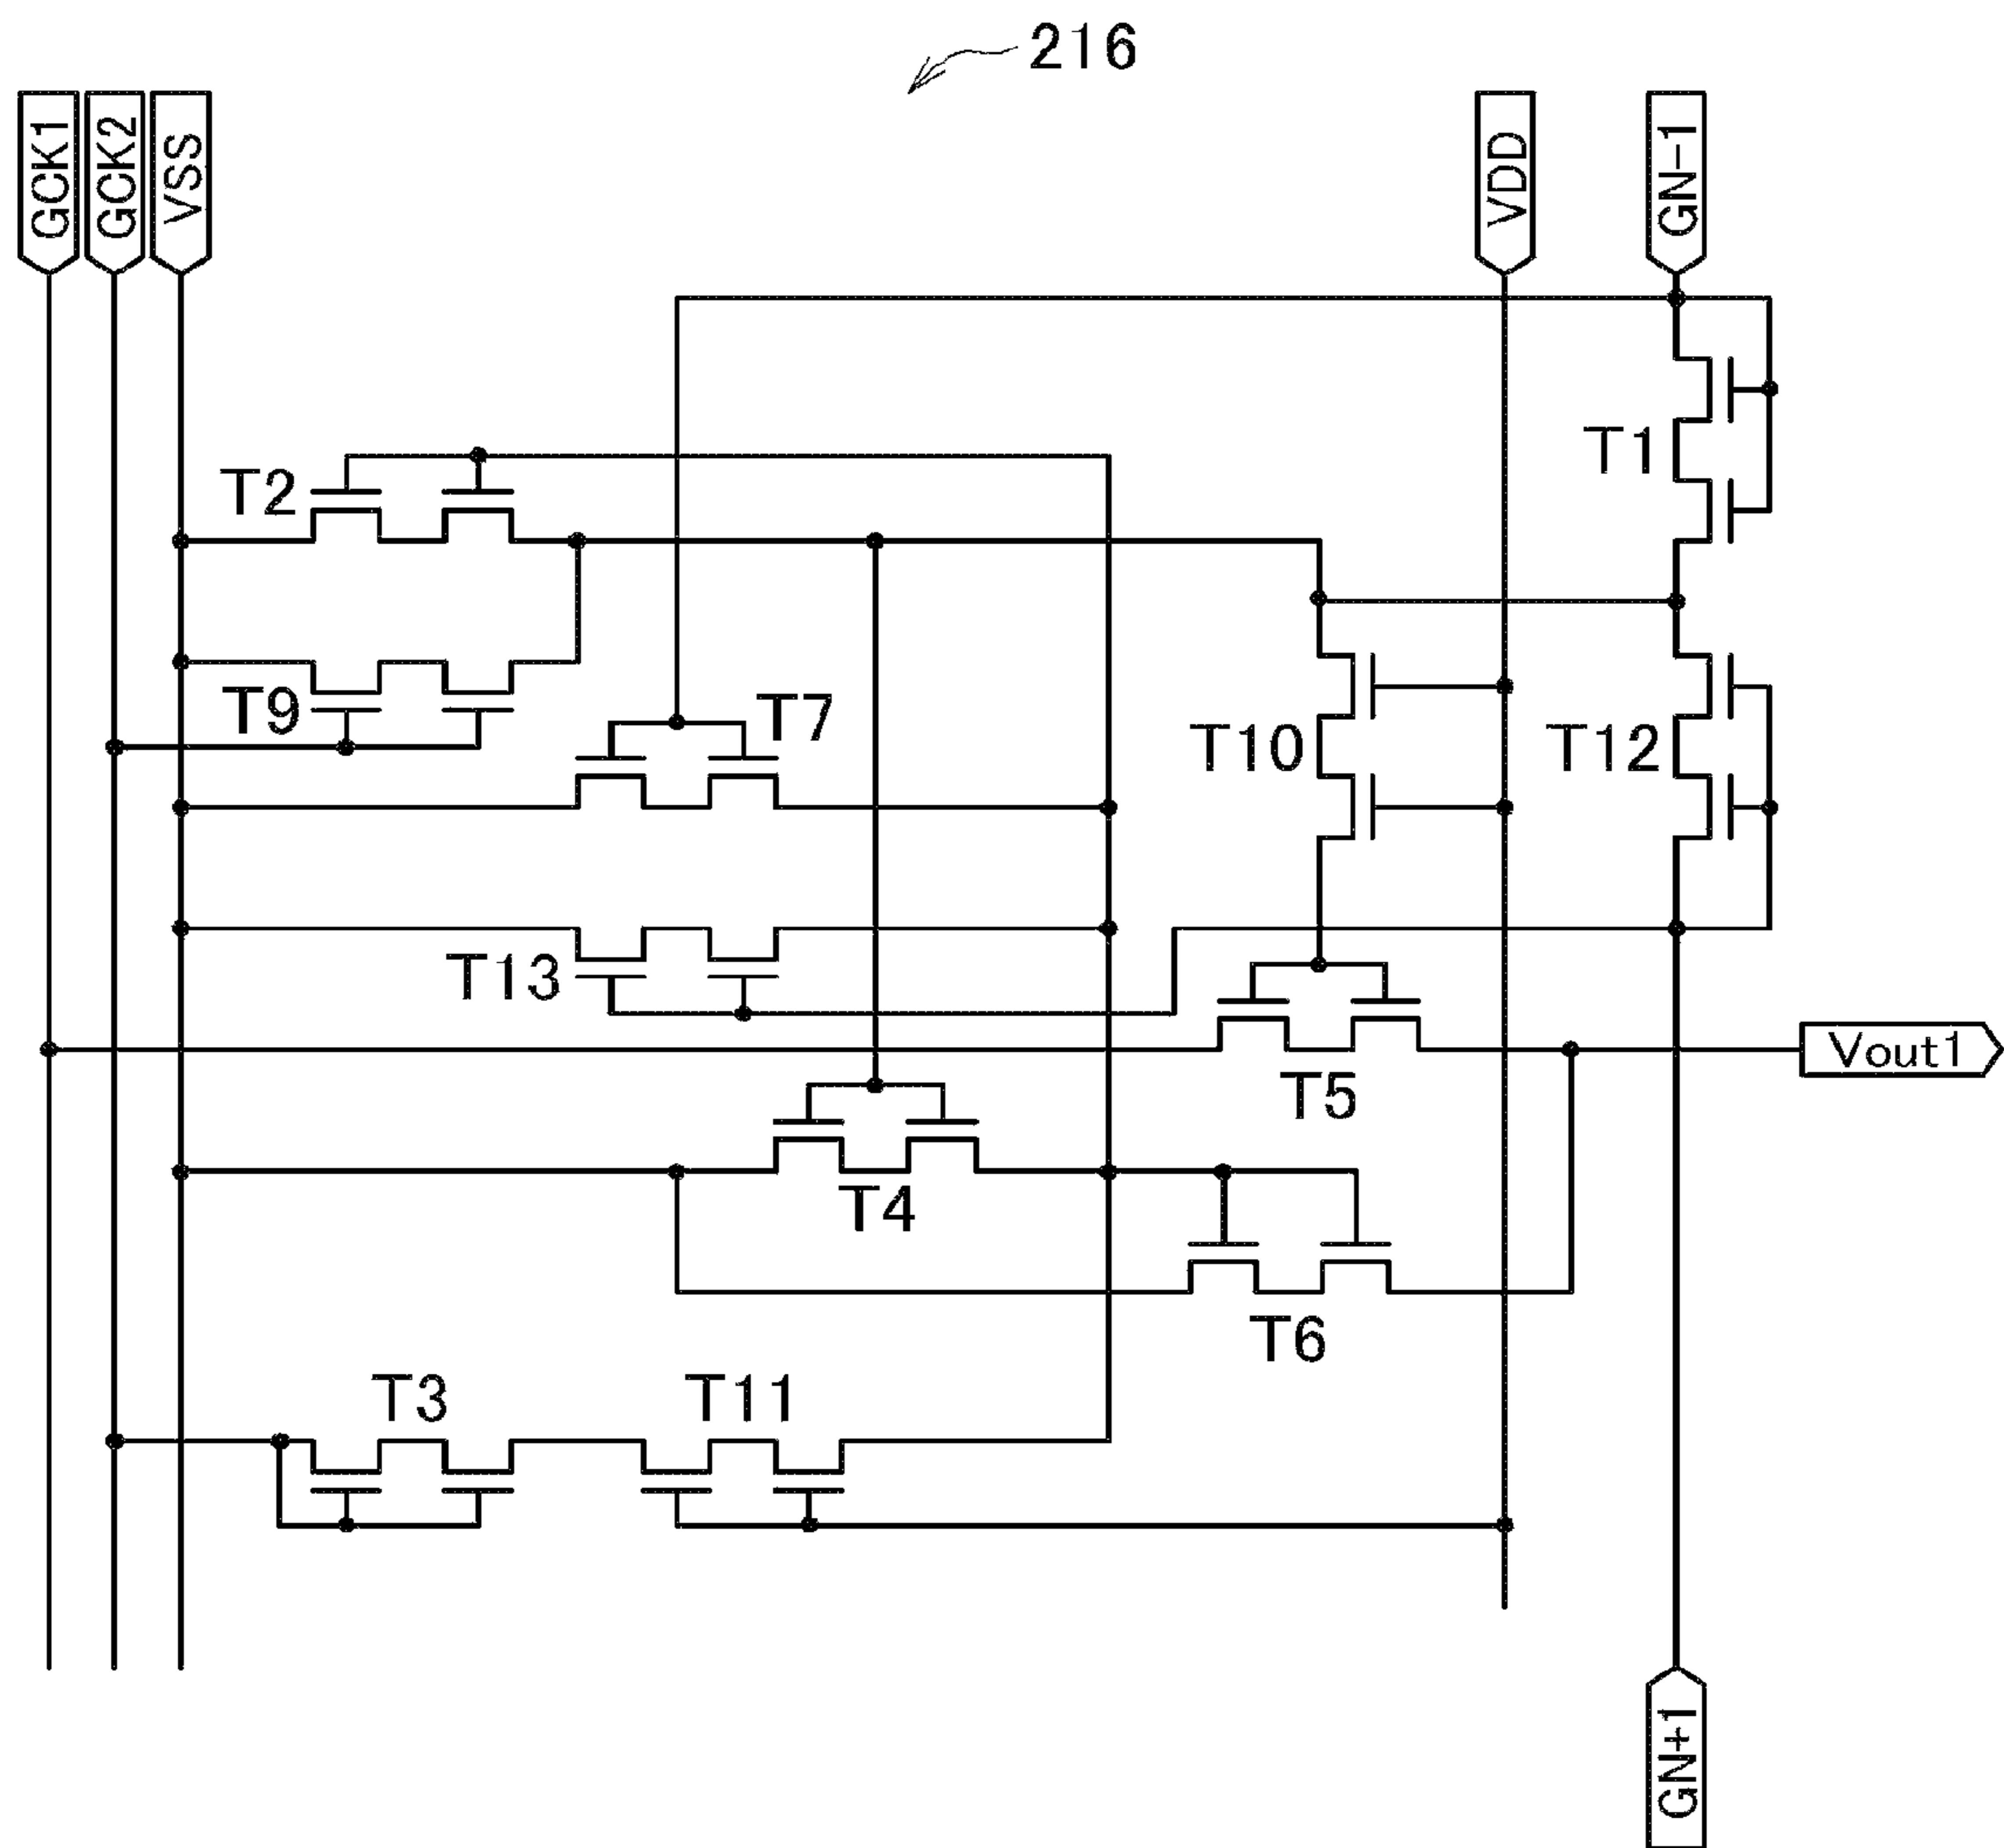 216
GCK1
GCK2
VSS
VDD
GN-1
T1
T2
T9
T7
T10
T12
T13
Vout1
T5
T4
T6
T3
T11
GN+1